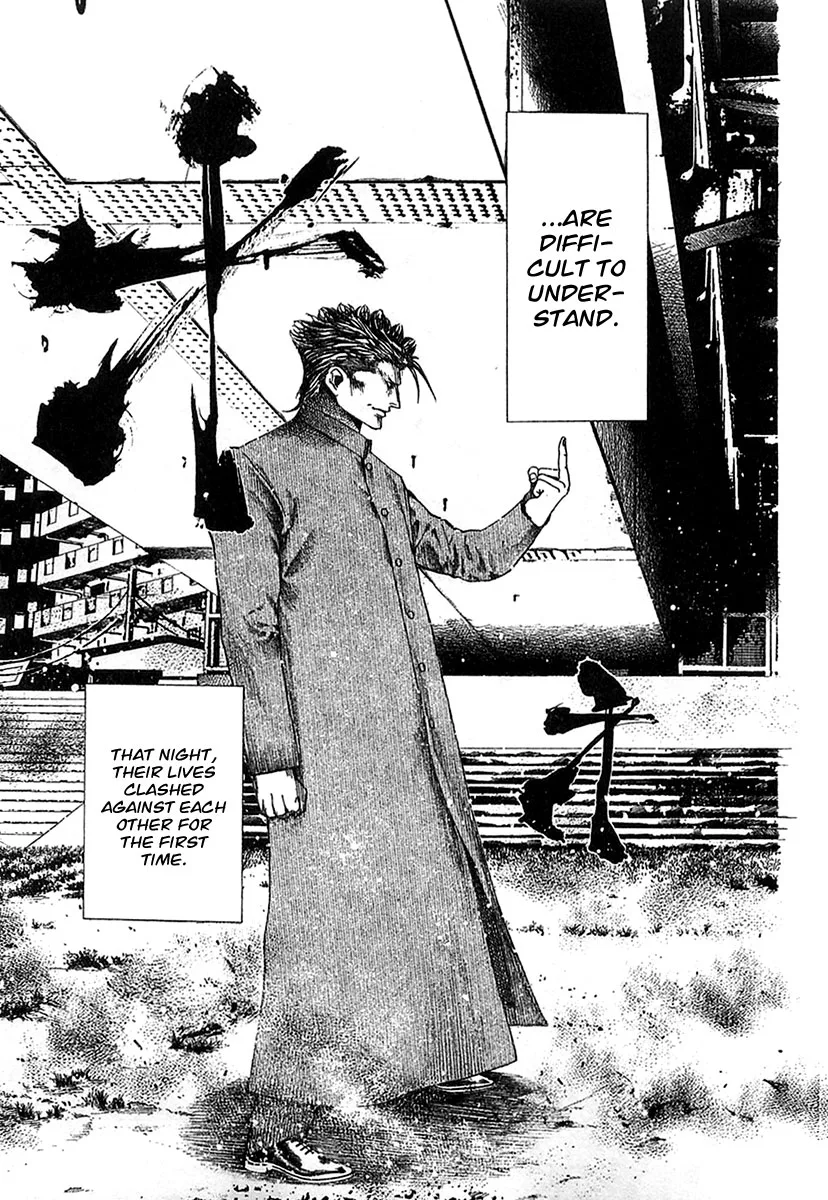 ...ARE
DIFFI-
CULT TO
UNDER-
STAND.
THAT NIGHT,
THEIR LIVES
CLASHED
AGAINST EACH
OTHER FOR
THE FIRST
TIME.